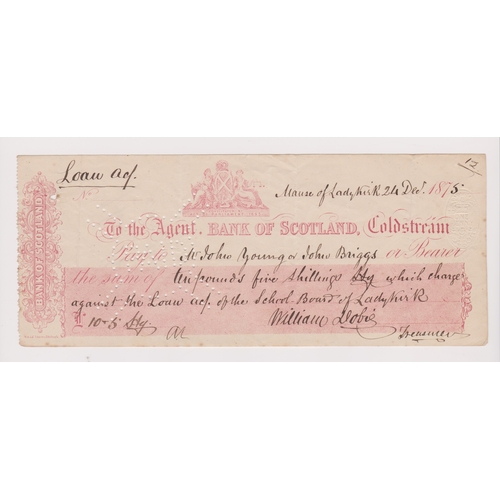 12
Loan a/c
No
Manse of Ladykirk 24 Decr. 1875
To the Agent. BANK OF SCOTLAND, Coldstream
Pay to Mr John Young or John Briggs or Bearer
the sum of Ten pounds five shillings Stg which charge
against the Loan a/c of the School Board of Ladykirk
£ 10-5 Stg
William Dobie
Treasurer
BANK OF SCOTLAND